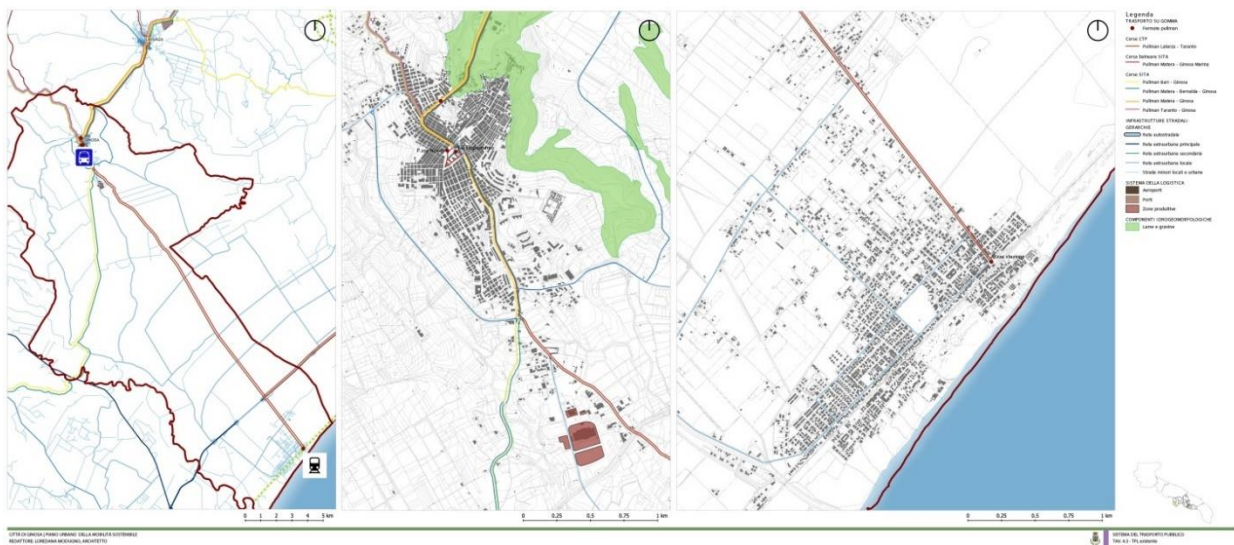 Legenda
TRASPORTO SU GOMMA
Fermate pullman
Corse CTP
Pullman Laterza - Taranto
Corsa balneare SITA
Pullman Matera - Ginosa Marina
Corse SITA
Pullman Bari - Ginosa
Pullman Matera - Bernalda - Ginosa
Pullman Matera - Ginosa
Pullman Taranto - Ginosa
INFRASTRUTTURE STRADALI:
GERARCHIE
Rete autostradale
Rete extraurbana principale
Rete extraurbana secondaria
Rete extraurbana locale
Strade minori locali o urbane
SISTEMA DELLA LOGISTICA
Aeroporti
Porti
Zone produttive
COMPONENTI IDROGEOMORFOLOGICHE
Lame e gravine
0 1 2 3 4 5 km
0 0.25 0.5 0.75 1 km
0 0.25 0.5 0.75 1 km
CITTÀ DI GINOSA | PIANO URBANO DELLA MOBILITÀ SOSTENIBILE
REDATTORE: LOREDANA MODUGNO, ARCHITETTO
SISTEMA DEL TRASPORTO PUBBLICO
TPL esistente